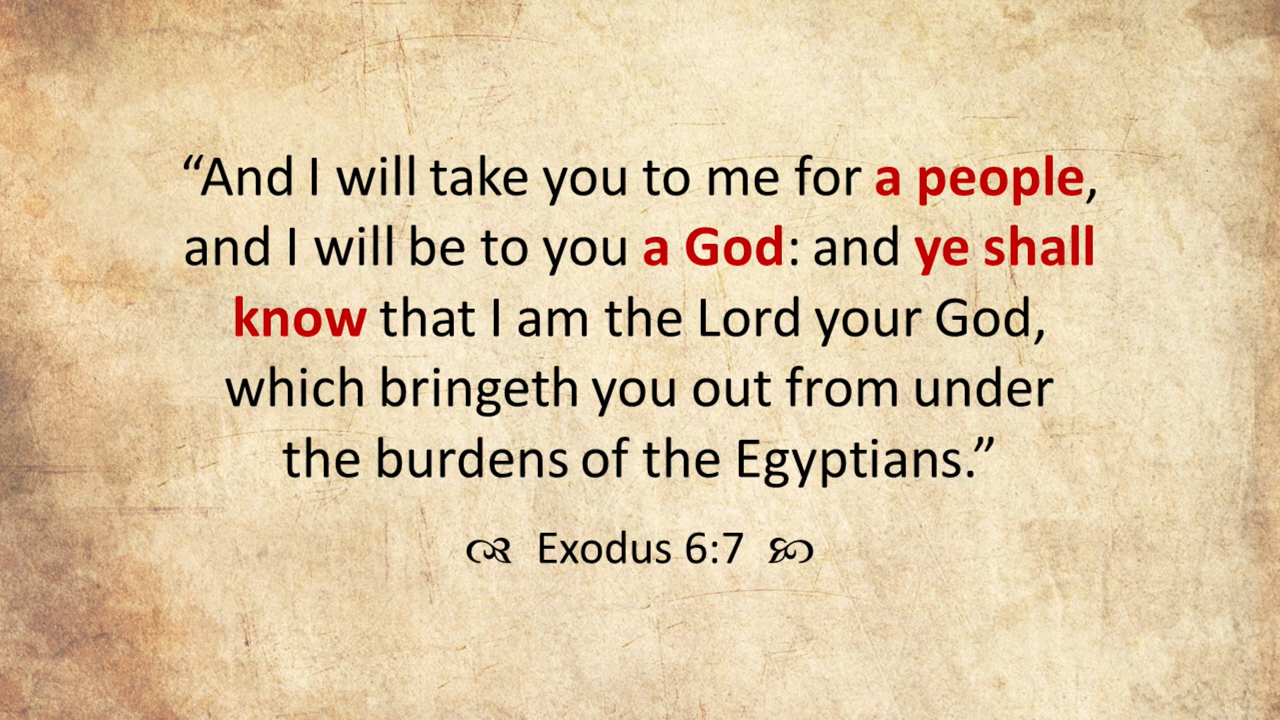 “And I will take you to me for a people,
and I will be to you a God: and ye shall
know that I am the Lord your God,
which bringeth you out from under
the burdens of the Egyptians.”
Exodus 6:7